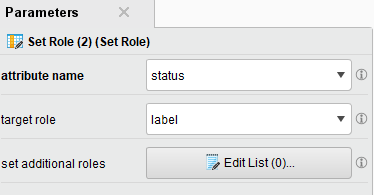 Parameters ×
Set Role (2) (Set Role)
attribute name status
target role label
set additional roles Edit List (0)...